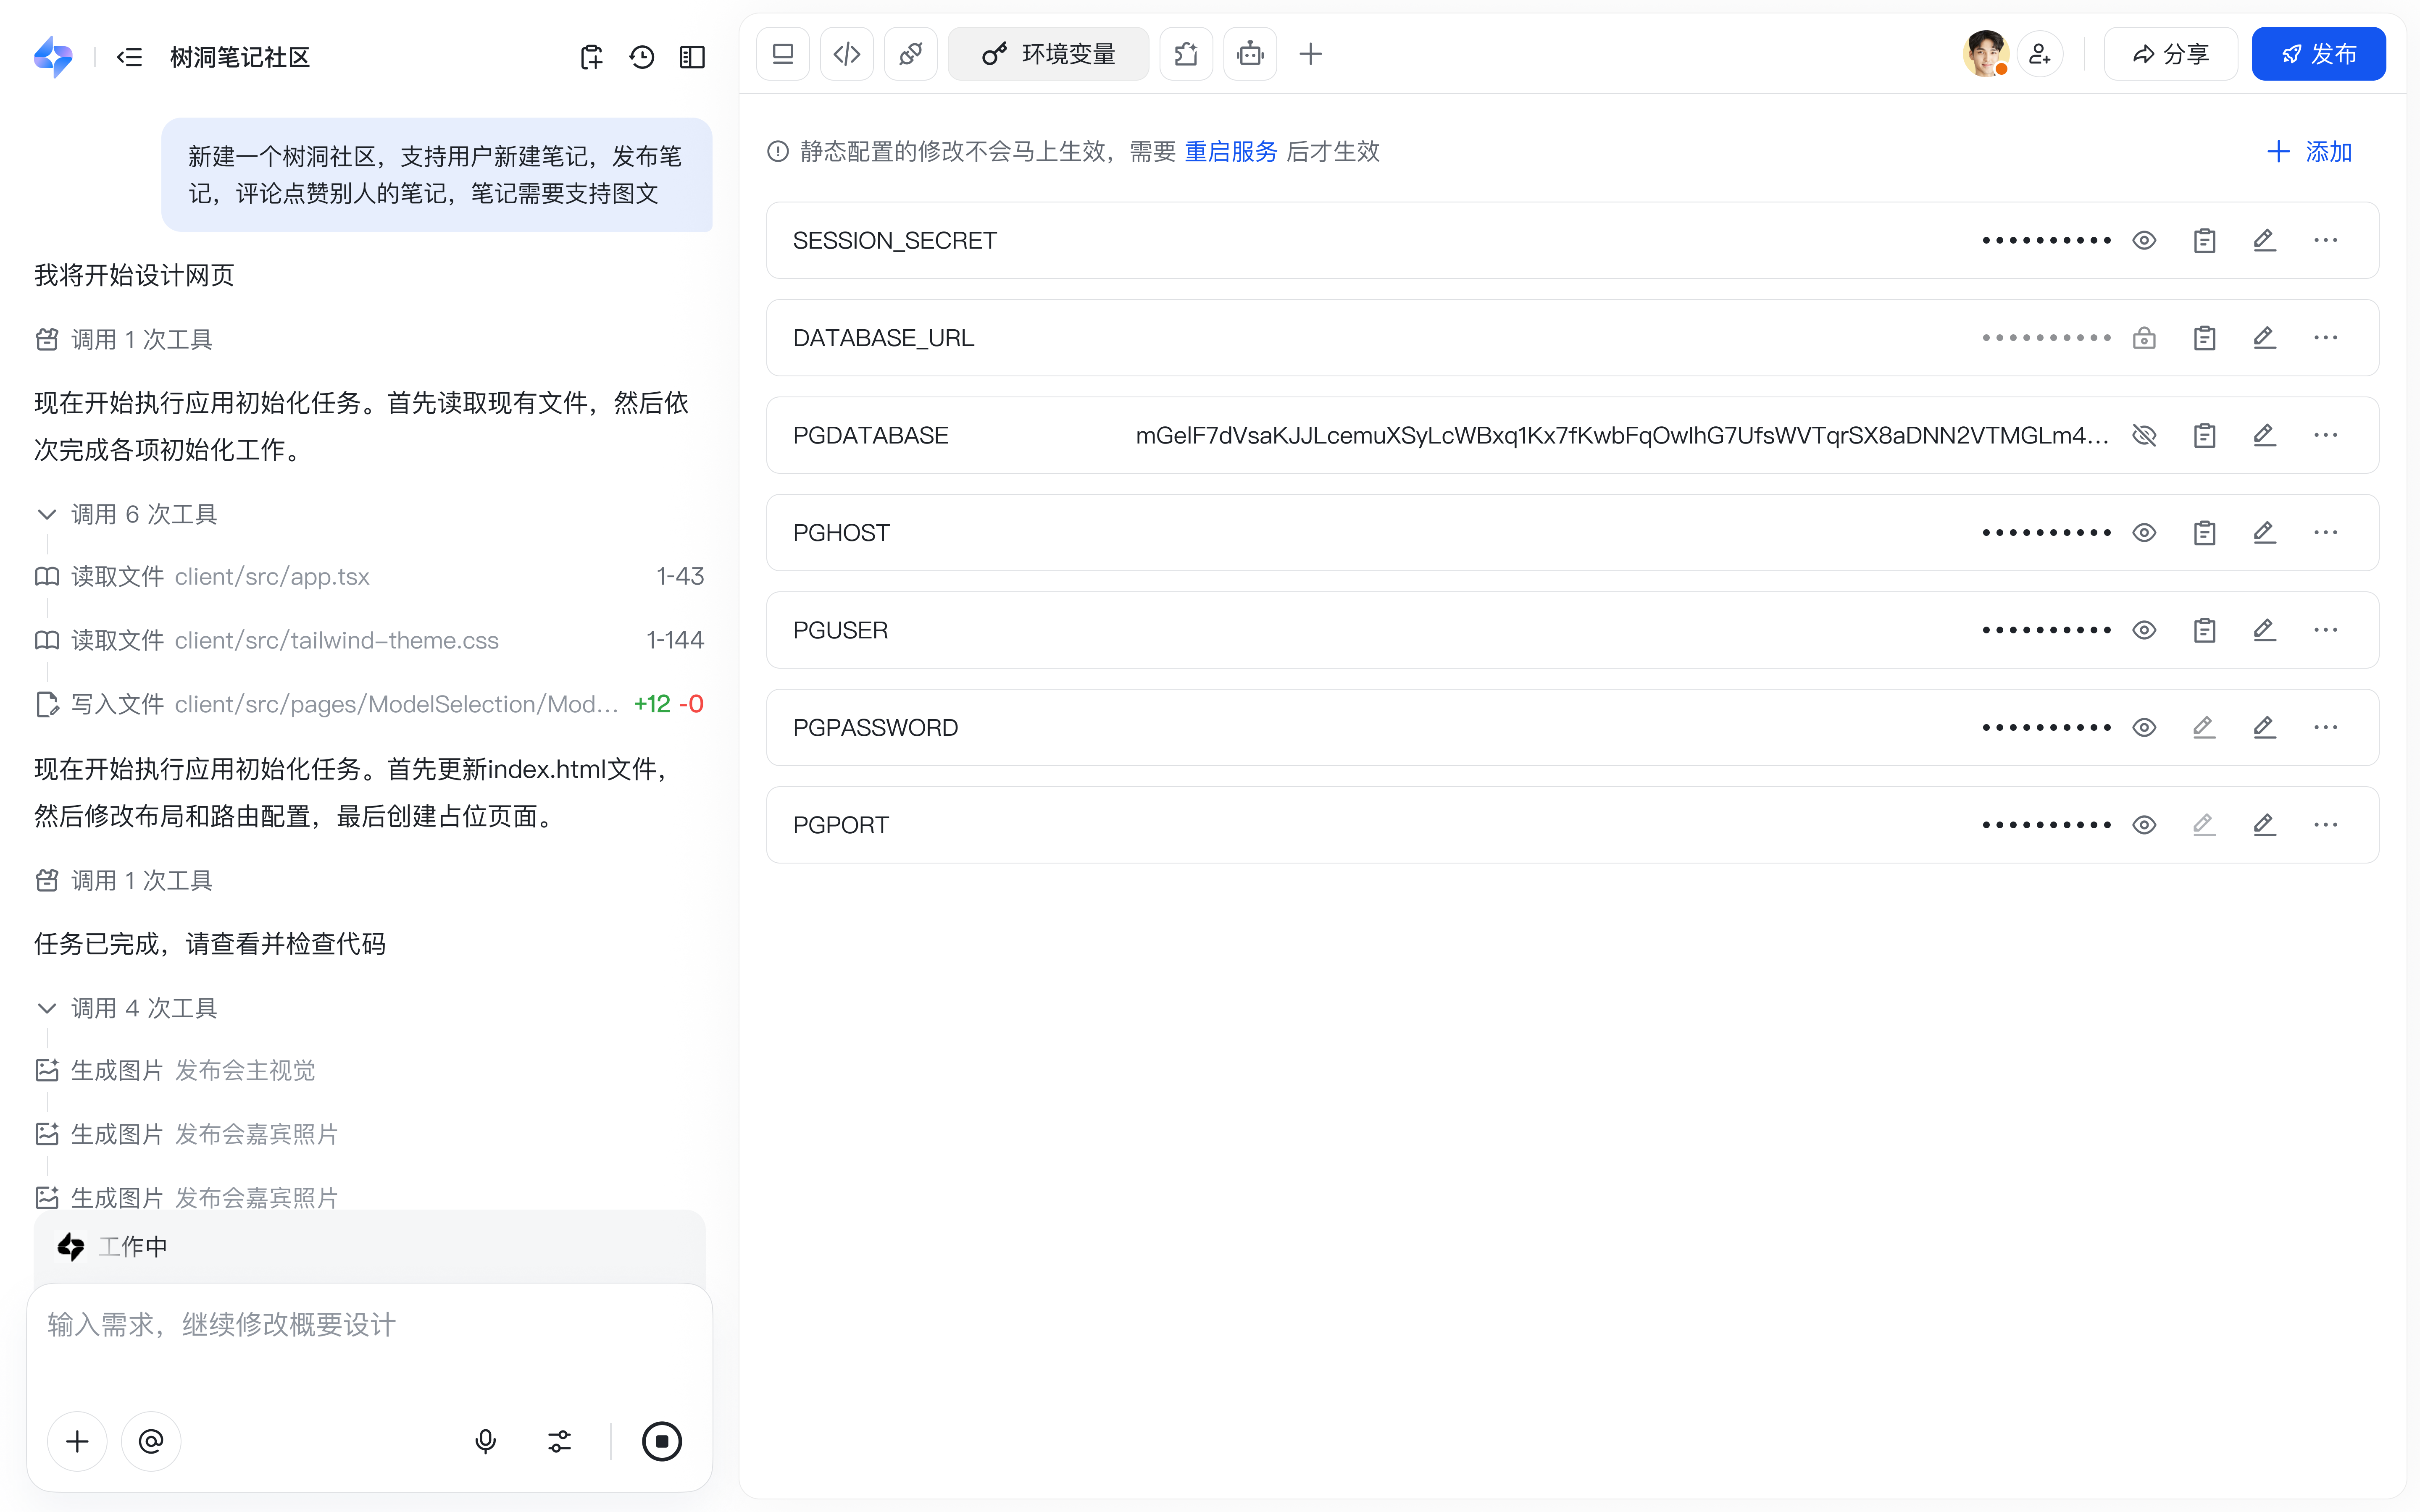 树洞笔记社区
新建一个树洞社区，支持用户新建笔记，发布笔
记，评论点赞别人的笔记，笔记需要支持图文
我将开始设计网页
调用 1 次工具
现在开始执行应用初始化任务。首先读取现有文件，然后依
次完成各项初始化工作。
调用 6 次工具
读取文件 client/src/app.tsx 1-43
读取文件 client/src/tailwind-theme.css 1-144
写入文件 client/src/pages/ModelSelection/Mod... +12 -0
现在开始执行应用初始化任务。首先更新index.html文件，
然后修改布局和路由配置，最后创建占位页面。
调用 1 次工具
任务已完成，请查看并检查代码
调用 4 次工具
生成图片 发布会主视觉
生成图片 发布会嘉宾照片
生成图片 发布会嘉宾照片
工作中
输入需求，继续修改概要设计
环境变量
分享
发布
静态配置的修改不会马上生效，需要 重启服务 后才生效
添加
SESSION_SECRET ••••••••••
DATABASE_URL ••••••••••
PGDATABASE mGelF7dVsaKJJLcemuXSyLcWBxq1Kx7fKwbFqOwlhG7UfsWVTqrSX8aDNN2VTMGLm4...
PGHOST ••••••••••
PGUSER ••••••••••
PGPASSWORD ••••••••••
PGPORT ••••••••••